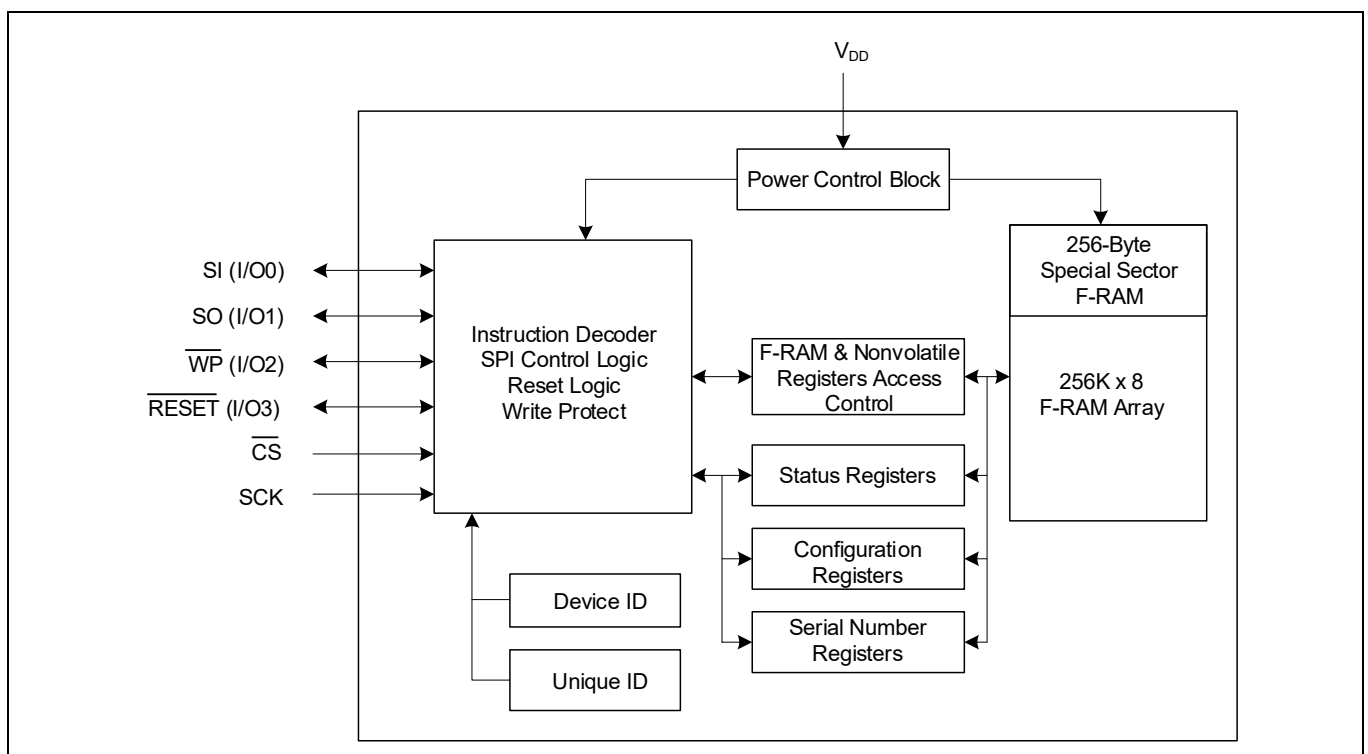 VDD
Power Control Block
256-Byte
Special Sector
F-RAM
SI (I/O0)
SO (I/O1)
WP (I/O2)
RESET (I/O3)
CS
SCK
Instruction Decoder
SPI Control Logic
Reset Logic
Write Protect
F-RAM & Nonvolatile
Registers Access
Control
256K x 8
F-RAM Array
Status Registers
Configuration
Registers
Serial Number
Registers
Device ID
Unique ID